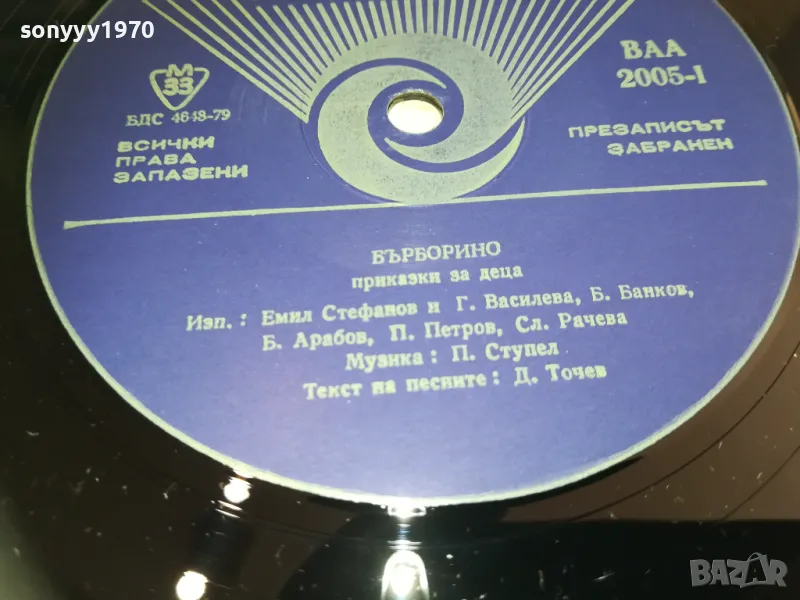 sonyyy1970
М
33
БДС 4648-79
ВСИЧКИ
ПРАВА
ЗАПАЗЕНИ
ВАА
2005-I
ПРЕЗАПИСЪТ
ЗАБРАНЕН
БЪРБОРИНО
приказки за деца
Изп.: Емил Стефанов и Г. Василева, Б. Банков,
Б. Арабов, П. Петров, Сл. Рачева
Музика: П. Ступел
Текст на песните: Д. Точев
BAZAR